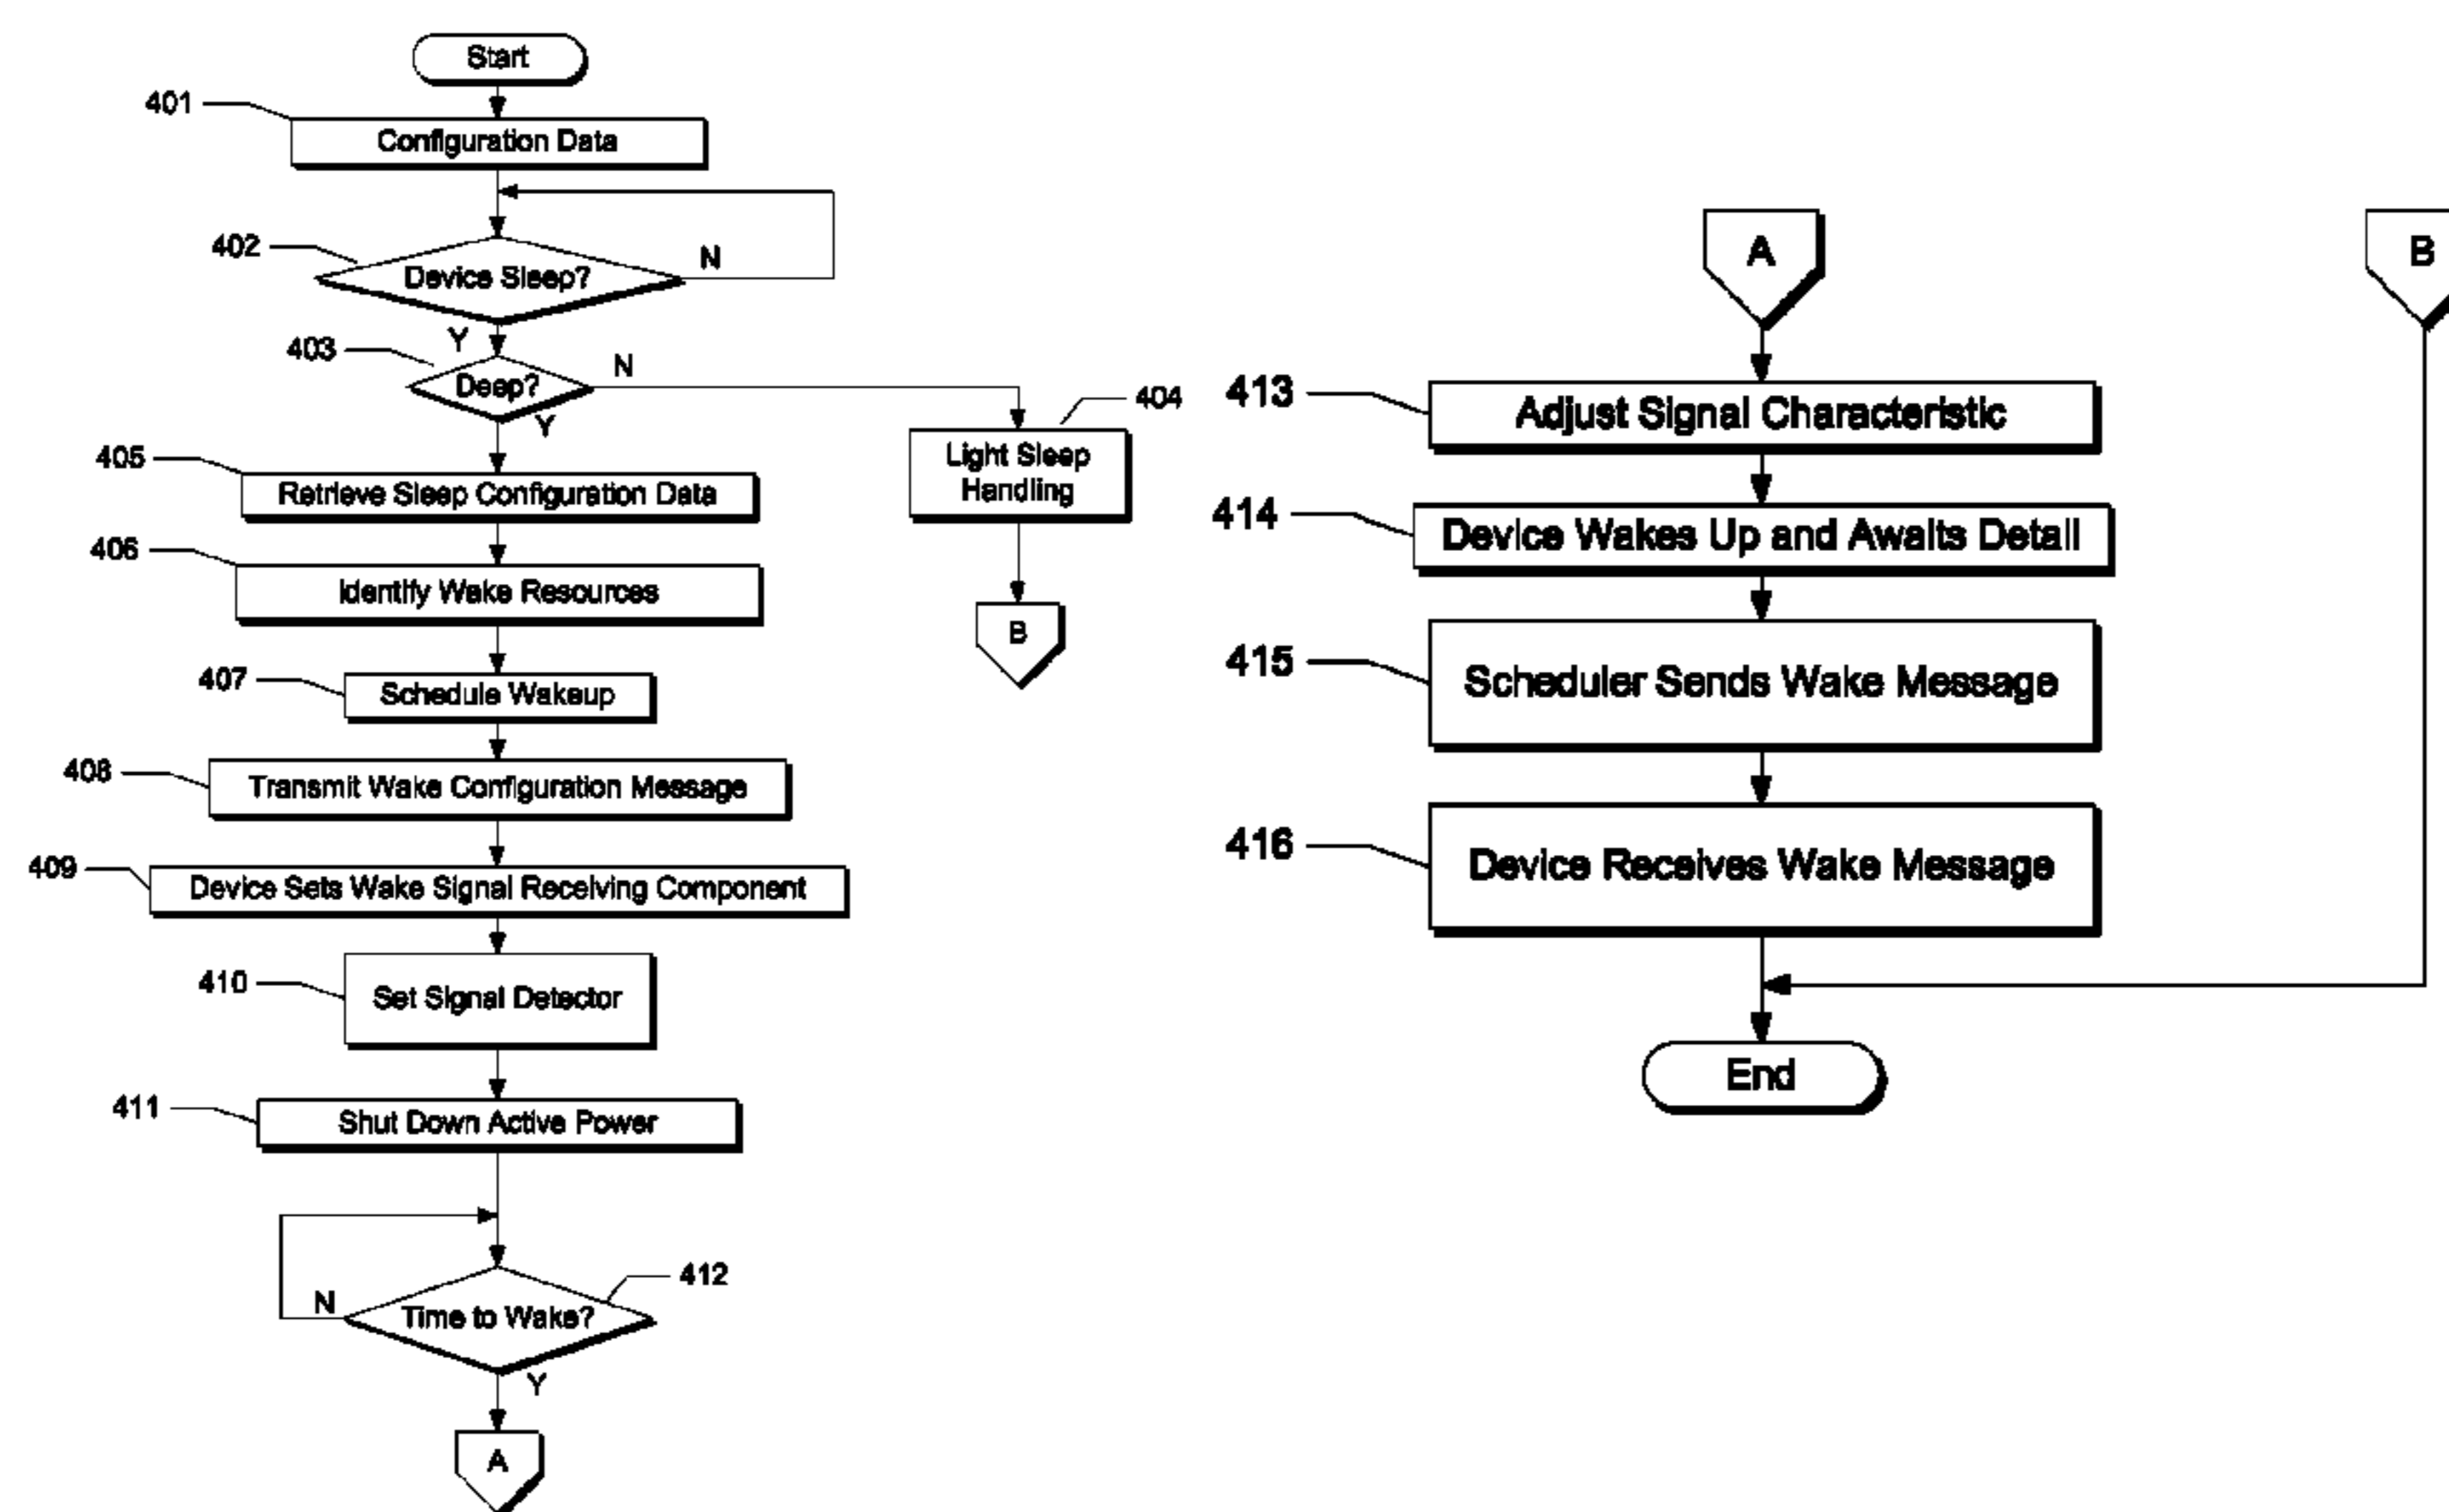 Start
401
Configuration Data
402
Device Sleep?
N
Y
403
Deep?
N
Y
404
Light Sleep
Handling
B
405
Retrieve Sleep Configuration Data
406
Identify Wake Resources
407
Schedule Wakeup
408
Transmit Wake Configuration Message
409
Device Sets Wake Signal Receiving Component
410
Set Signal Detector
411
Shut Down Active Power
412
Time to Wake?
N
Y
A
A
B
413
Adjust Signal Characteristic
414
Device Wakes Up and Awaits Detail
415
Scheduler Sends Wake Message
416
Device Receives Wake Message
End